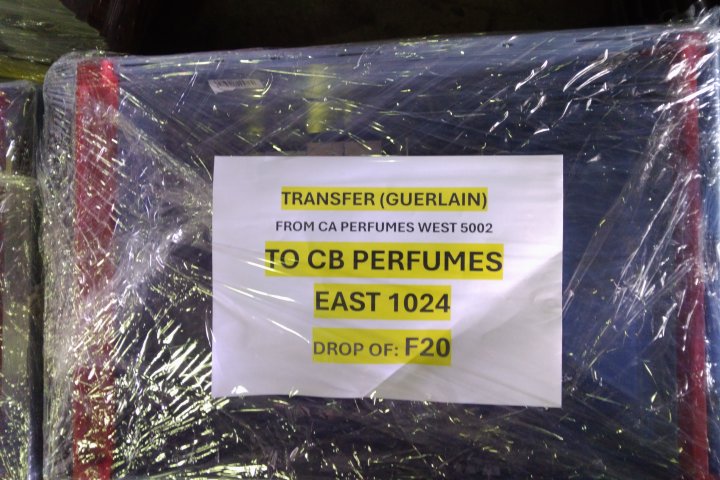 TRANSFER (GUERLAIN)
FROM CA PERFUMES WEST 5002
TO CB PERFUMES
EAST 1024
DROP OF: F20